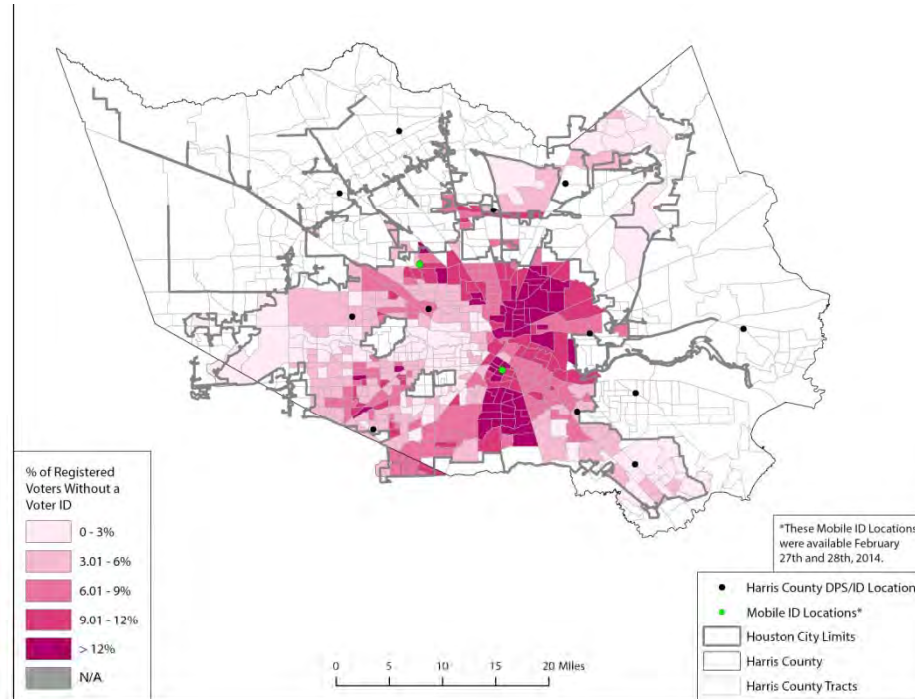 % of Registered
Voters Without a
Voter ID
0 - 3%
3.01 - 6%
6.01 - 9%
9.01 - 12%
> 12%
N/A
0 5 10 20 Miles
*These Mobile ID Locations
were available February
27th and 28th, 2014.
Harris County DPS/ID Location
Mobile ID Locations*
Houston City Limits
Harris County
Harris County Tracts